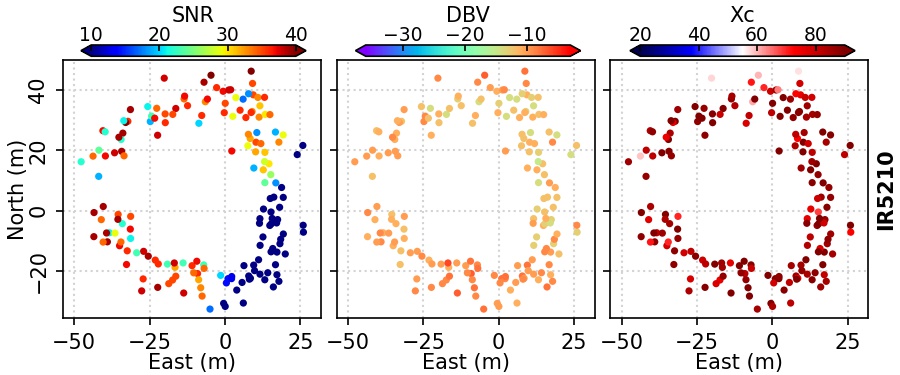 SNR DBV Xc
10 20 30 40 −30 −20 −10 20 40 60 80
40
20
0
−20
North (m)
IR5210
−50 −25 0 25 −50 −25 0 25 −50 −25 0 25
East (m) East (m) East (m)